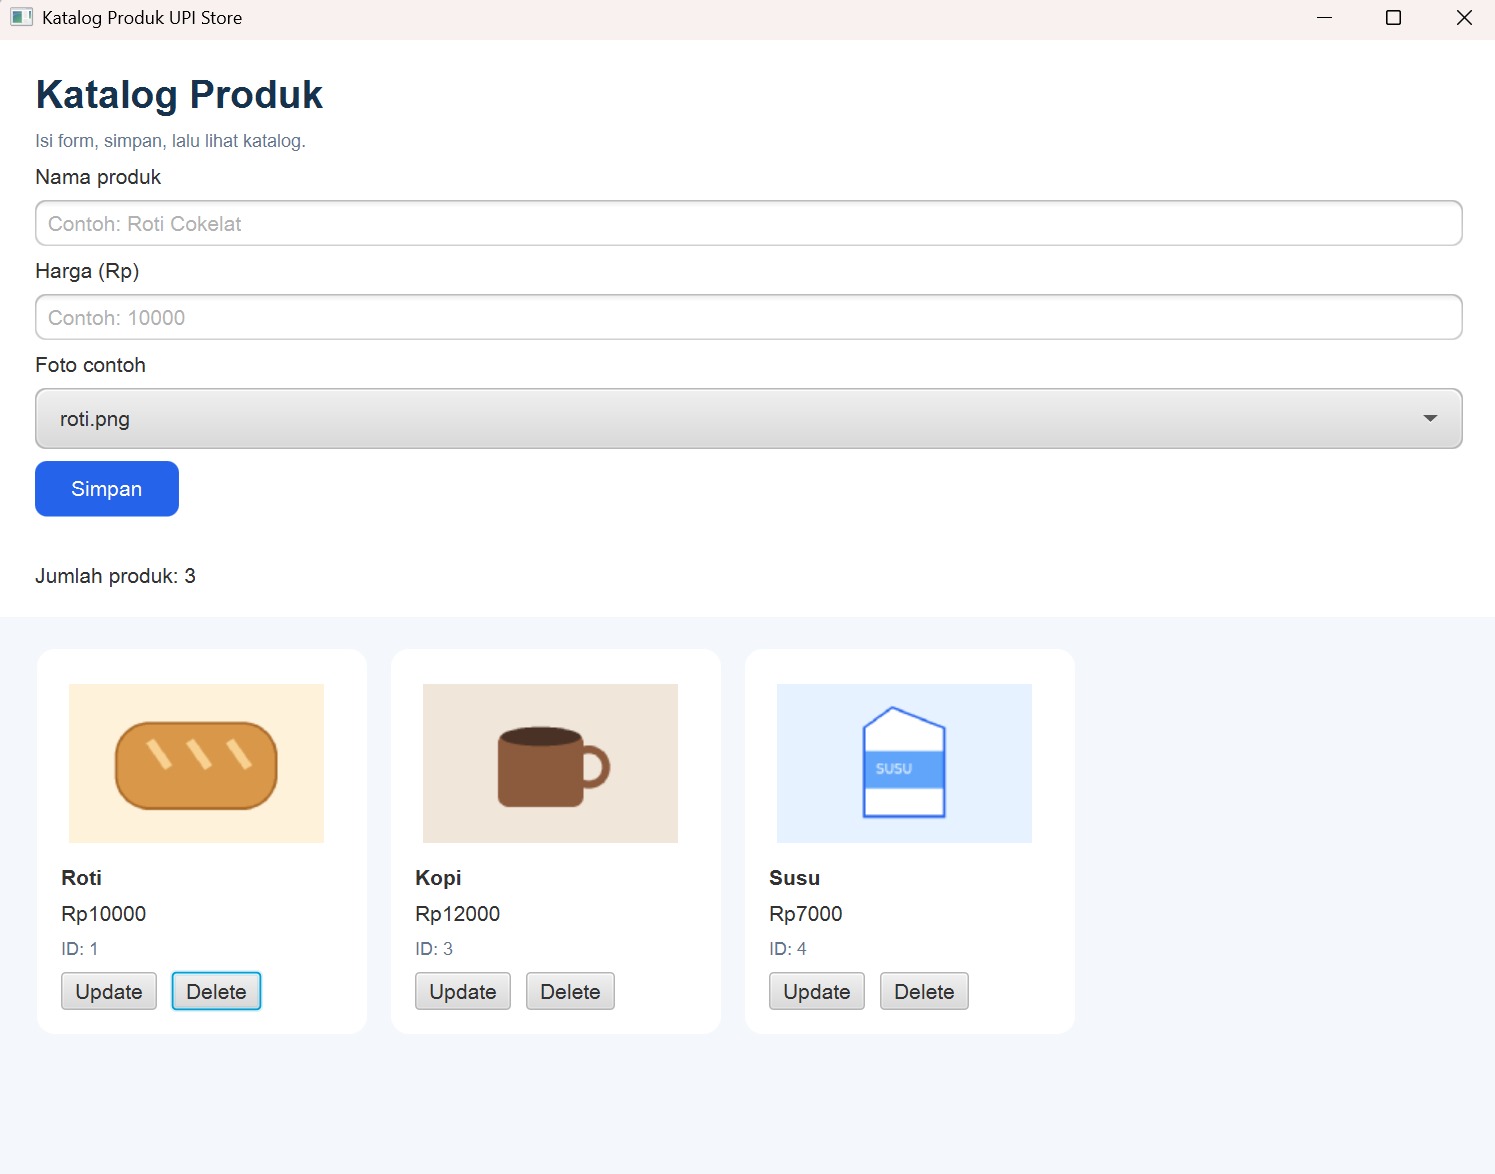 Katalog Produk UPI Store
Katalog Produk
Isi form, simpan, lalu lihat katalog.
Nama produk
Contoh: Roti Cokelat
Harga (Rp)
Contoh: 10000
Foto contoh
roti.png
Simpan
Jumlah produk: 3
SUSU
Roti
Kopi
Susu
Rp10000
Rp12000
Rp7000
ID: 1
ID: 3
ID: 4
Update Delete
Update Delete
Update Delete